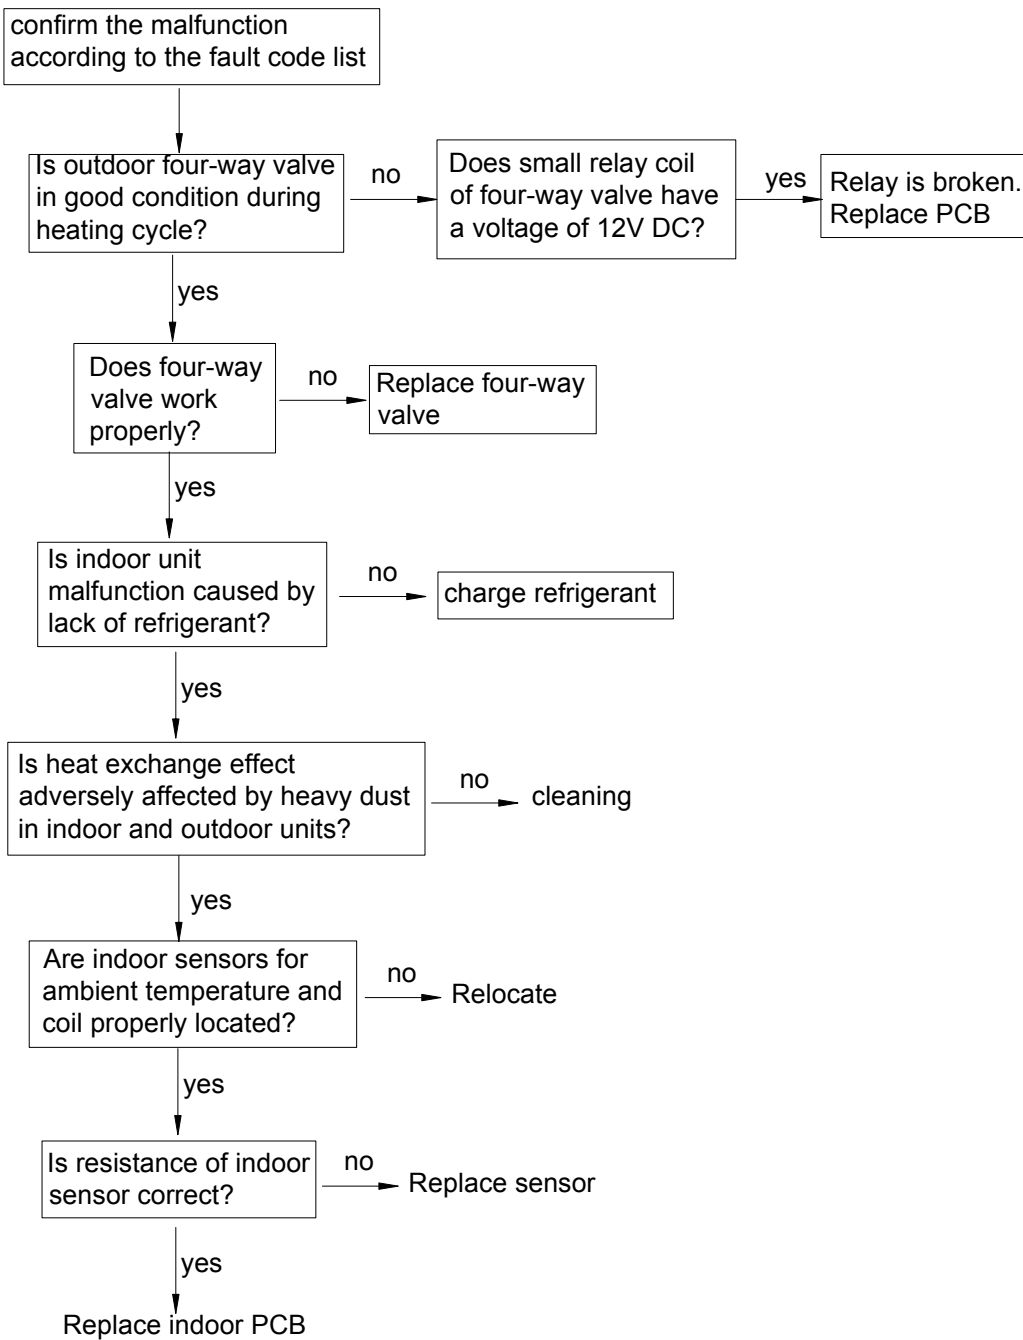 confirm the malfunction
according to the fault code list
Is outdoor four-way valve
in good condition during
heating cycle?
no
Does small relay coil
of four-way valve have
a voltage of 12V DC?
yes
Relay is broken.
Replace PCB
yes
Does four-way
valve work
properly?
no
Replace four-way
valve
yes
Is indoor unit
malfunction caused by
lack of refrigerant?
no
charge refrigerant
yes
Is heat exchange effect
adversely affected by heavy dust
in indoor and outdoor units?
no
cleaning
yes
Are indoor sensors for
ambient temperature and
coil properly located?
no
Relocate
yes
Is resistance of indoor
sensor correct?
no
Replace sensor
yes
Replace indoor PCB